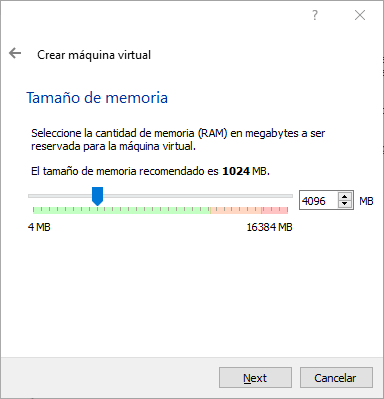 ?
Crear máquina virtual
Tamaño de memoria
Seleccione la cantidad de memoria (RAM) en megabytes a ser
reservada para la máquina virtual.
El tamaño de memoria recomendado es 1024 MB.
4096 MB
4 MB 16384 MB
Next Cancelar